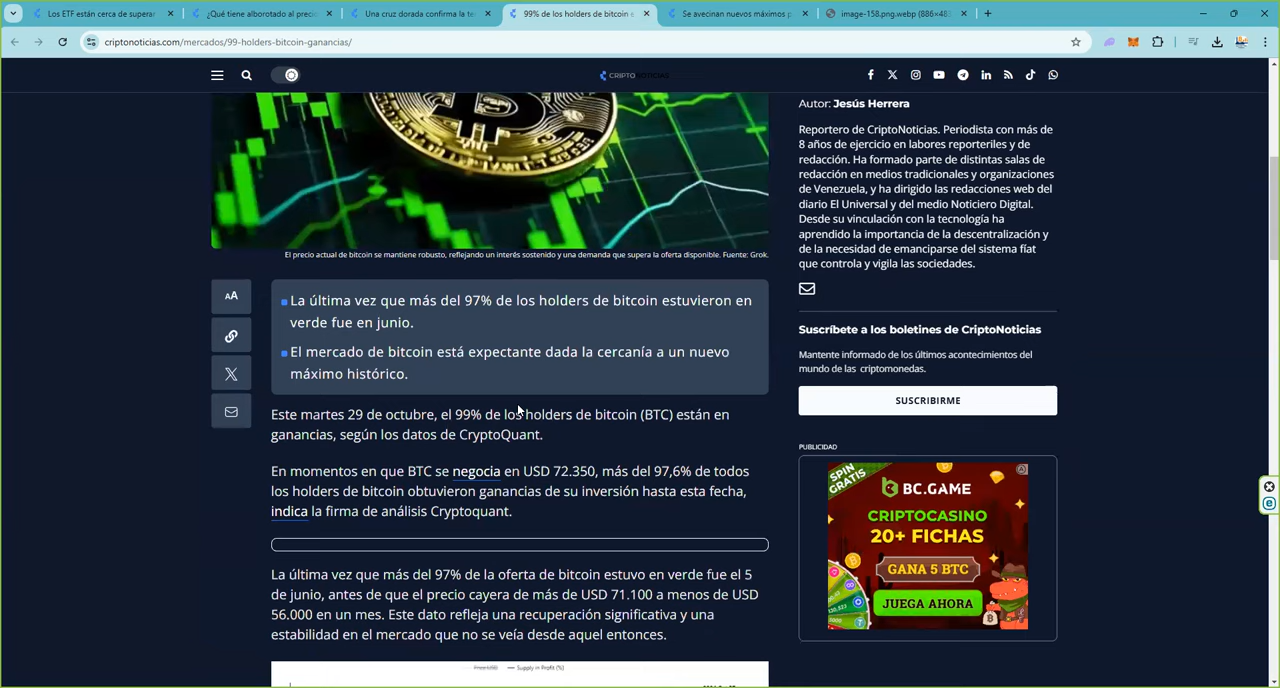 Los ETF están cerca de superar
¿Qué tiene alborotado al preci
Una cruz dorada confirma la te
99% de los holders de bitcoin e
Se avecinan nuevos máximos p
image-158.png.webp (886×483
criptonoticias.com/mercados/99-holders-bitcoin-ganancias/
CRIPTONOTICIAS
El precio actual de bitcoin se mantiene robusto, reflejando un interés sostenido y una demanda que supera la oferta disponible. Fuente: Grok.
AA
La última vez que más del 97% de los holders de bitcoin estuvieron en
verde fue en junio.
El mercado de bitcoin está expectante dada la cercanía a un nuevo
máximo histórico.
Este martes 29 de octubre, el 99% de los holders de bitcoin (BTC) están en
ganancias, según los datos de CryptoQuant.
En momentos en que BTC se negocia en USD 72.350, más del 97,6% de todos
los holders de bitcoin obtuvieron ganancias de su inversión hasta esta fecha,
indica la firma de análisis Cryptoquant.
La última vez que más del 97% de la oferta de bitcoin estuvo en verde fue el 5
de junio, antes de que el precio cayera de más de USD 71.100 a menos de USD
56.000 en un mes. Este dato refleja una recuperación significativa y una
estabilidad en el mercado que no se veía desde aquel entonces.
Price USD
Supply in Profit (%)
Autor: Jesús Herrera
Reportero de CriptoNoticias. Periodista con más de
8 años de ejercicio en labores reporteriles y de
redacción. Ha formado parte de distintas salas de
redacción en medios tradicionales y organizaciones
de Venezuela, y ha dirigido las redacciones web del
diario El Universal y del medio Noticiero Digital.
Desde su vinculación con la tecnología ha
aprendido la importancia de la descentralización y
de la necesidad de emanciparse del sistema fíat
que controla y vigila las sociedades.
Suscríbete a los boletines de CriptoNoticias
Mantente informado de los últimos acontecimientos del
mundo de las criptomonedas.
SUSCRIBIRME
PUBLICIDAD
SPIN
GRATIS
BC.GAME
CRIPTOCASINO
20+ FICHAS
GANA 5 BTC
JUEGA AHORA